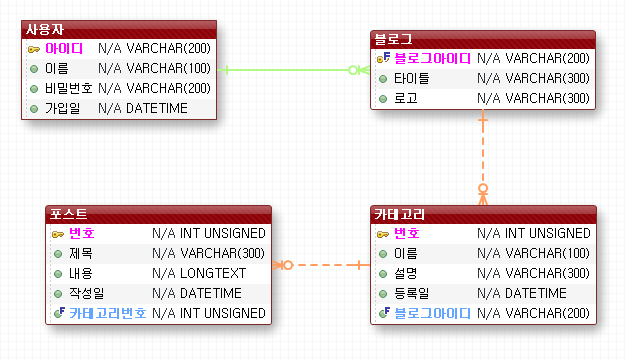 사용자
아이디 N/A VARCHAR(200)
이름 N/A VARCHAR(100)
비밀번호 N/A VARCHAR(200)
가입일 N/A DATETIME
블로그
블로그아이디 N/A VARCHAR(200)
타이틀 N/A VARCHAR(300)
로고 N/A VARCHAR(300)
포스트
번호 N/A INT UNSIGNED
제목 N/A VARCHAR(300)
내용 N/A LONGTEXT
작성일 N/A DATETIME
카테고리번호 N/A INT UNSIGNED
카테고리
번호 N/A INT UNSIGNED
이름 N/A VARCHAR(100)
설명 N/A VARCHAR(300)
등록일 N/A DATETIME
블로그아이디 N/A VARCHAR(200)